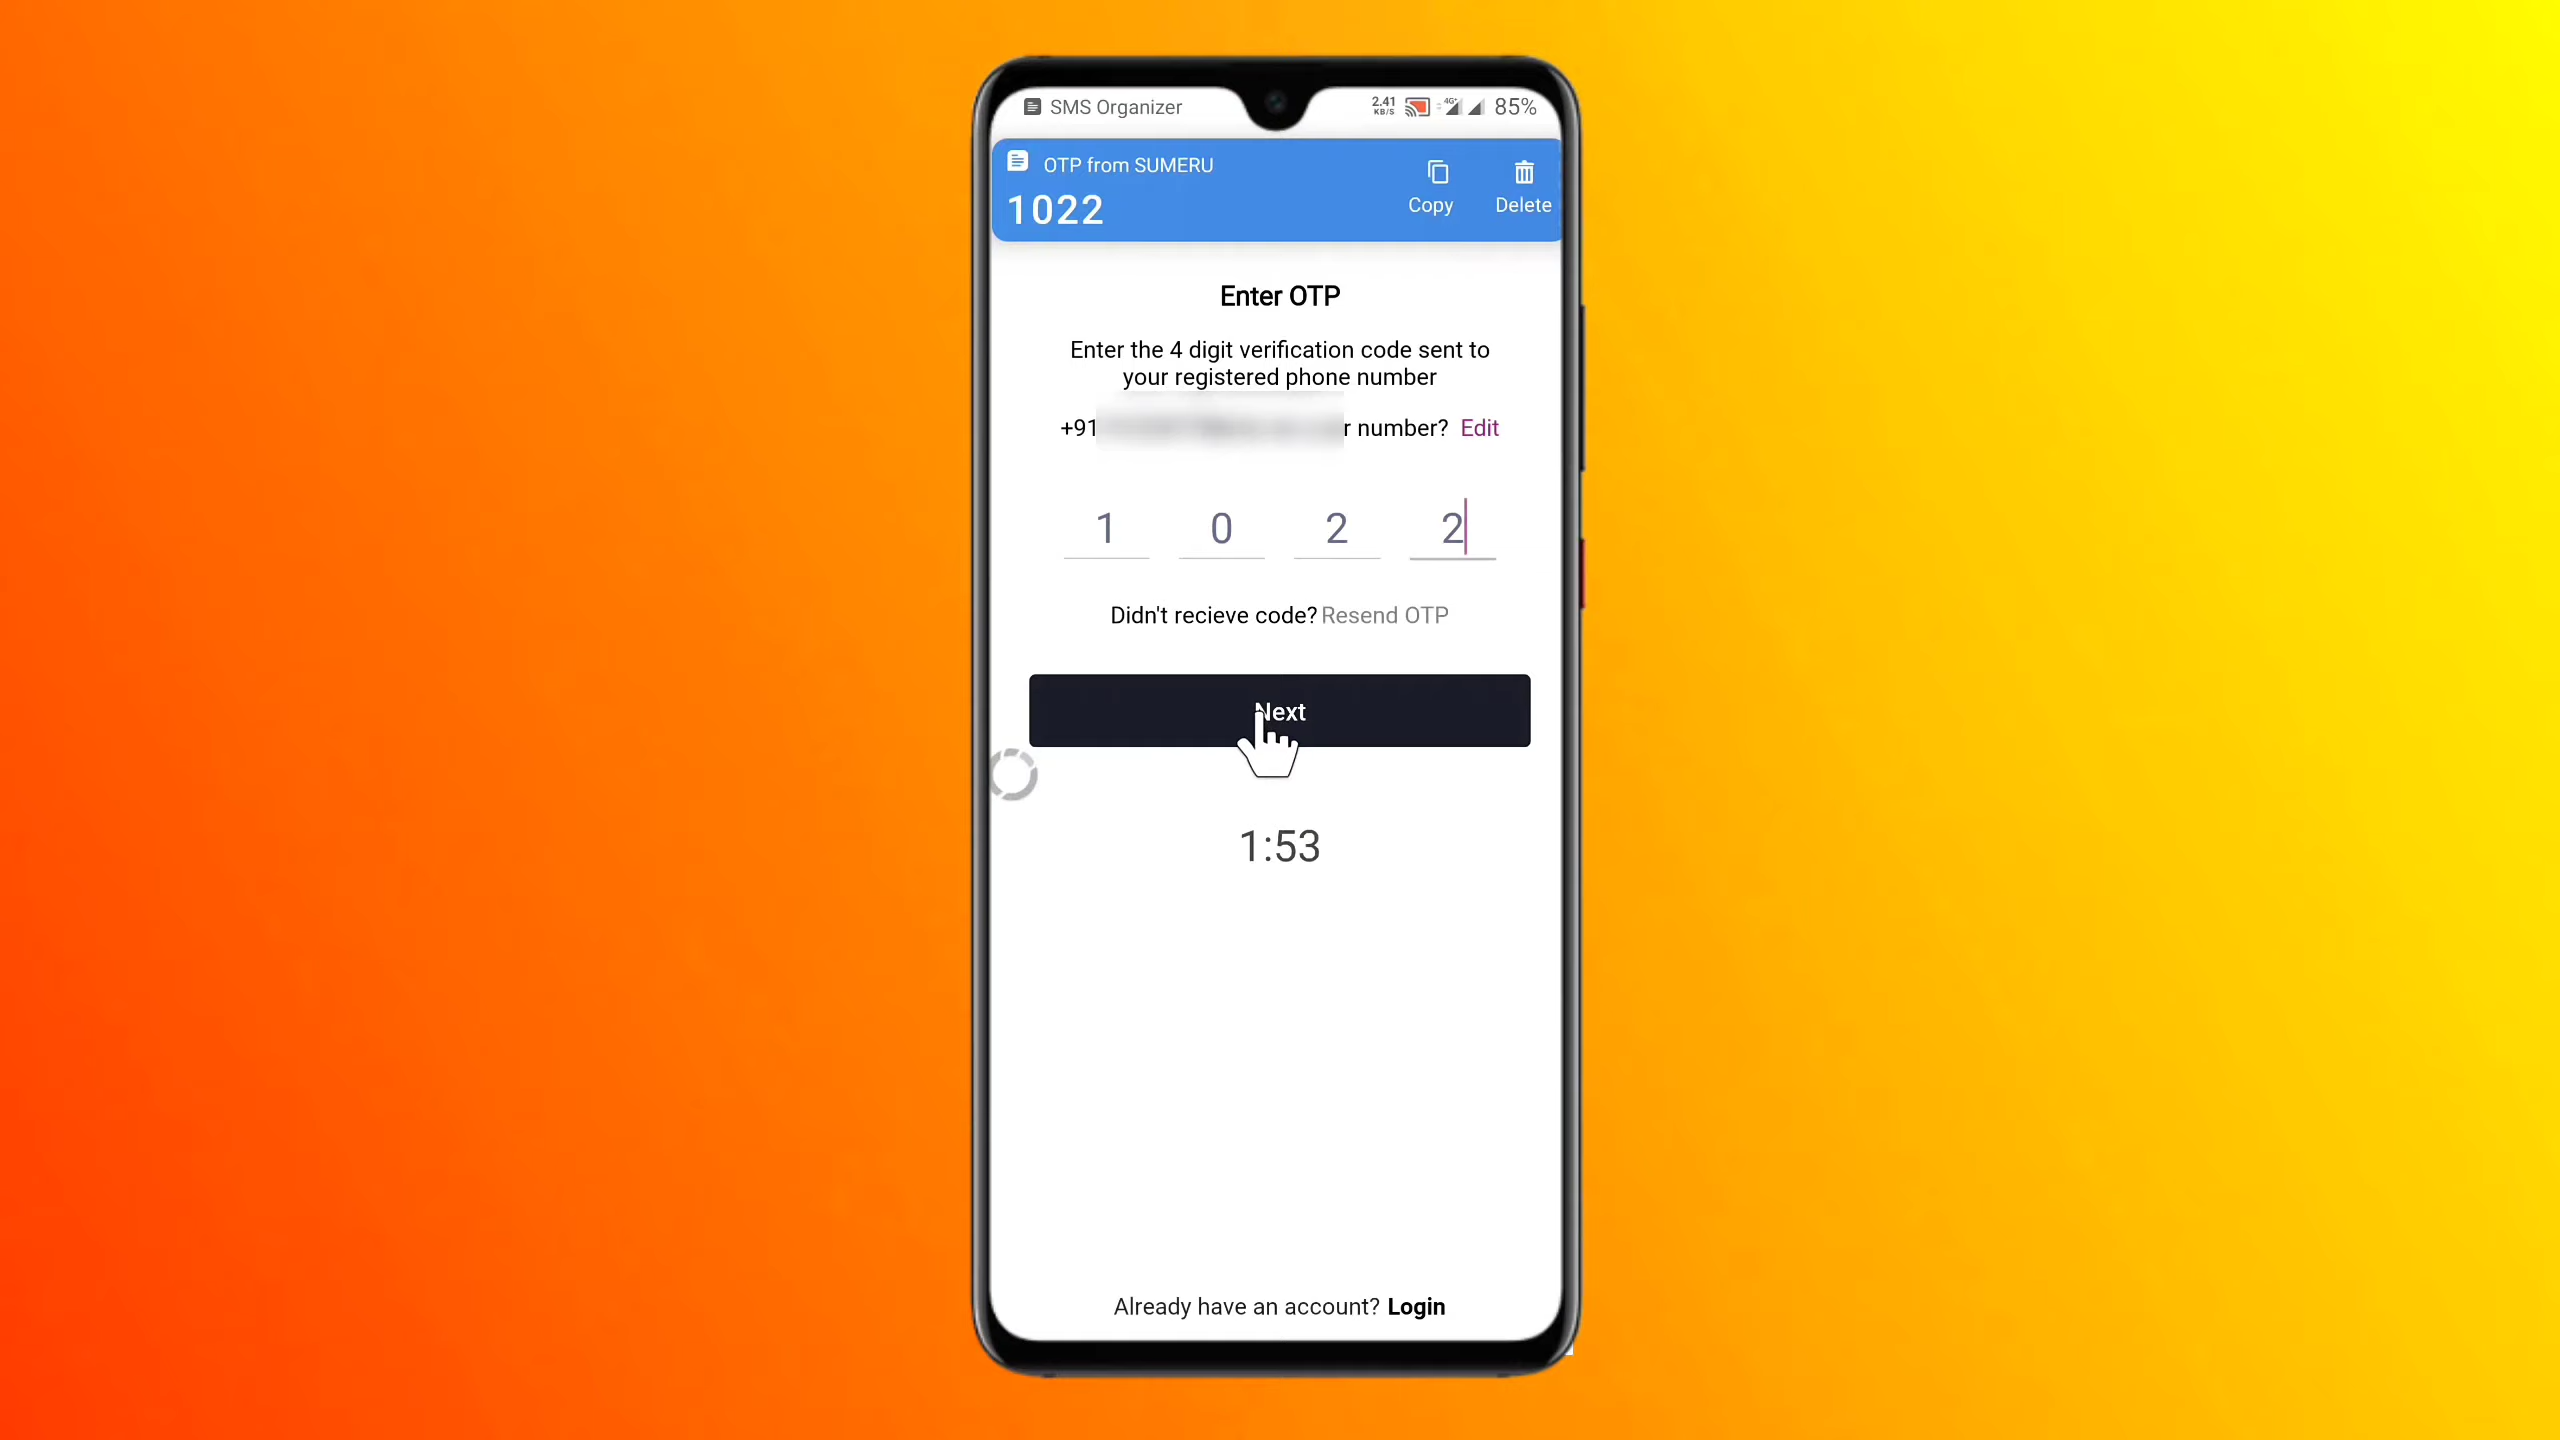 SMS Organizer 2.41 KB/S 4G+ 85%
OTP from SUMERU
1022
Copy Delete
Enter OTP
Enter the 4 digit verification code sent to
your registered phone number
+91 r number? Edit
1 0 2 2
Didn't recieve code? Resend OTP
Next
1:53
Already have an account? Login